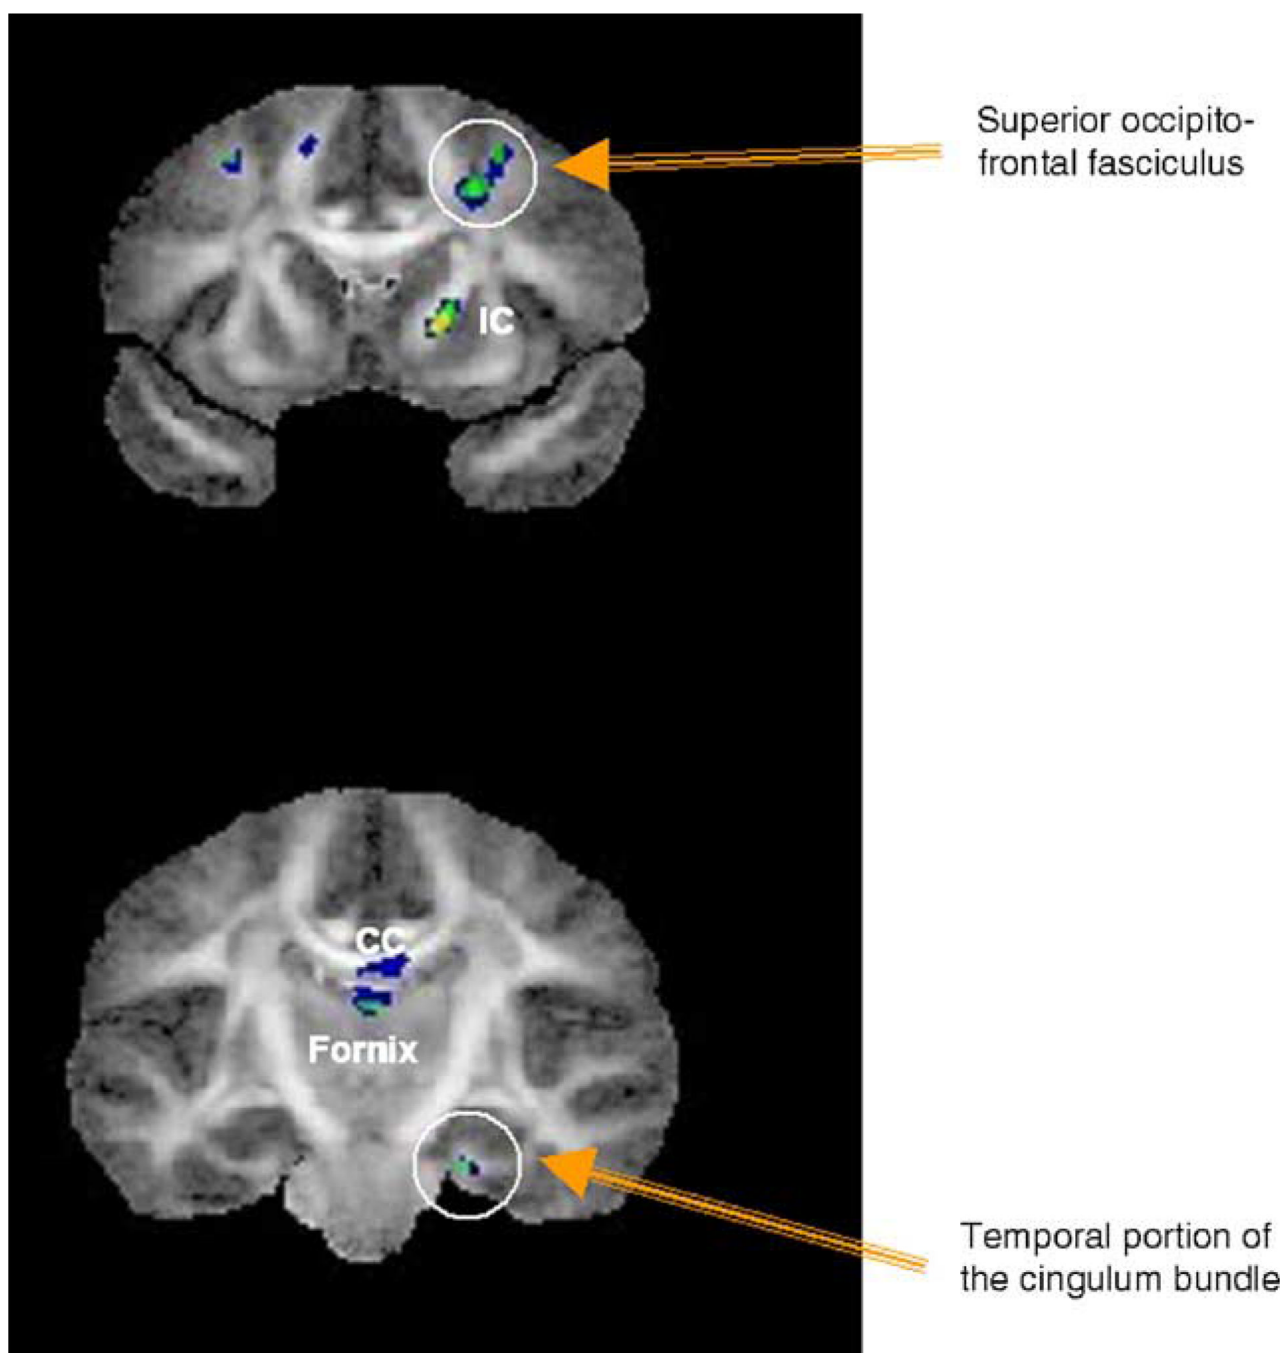 Superior occipito-
frontal fasciculus
IC
CC
Fornix
Temporal portion of
the cingulum bundle